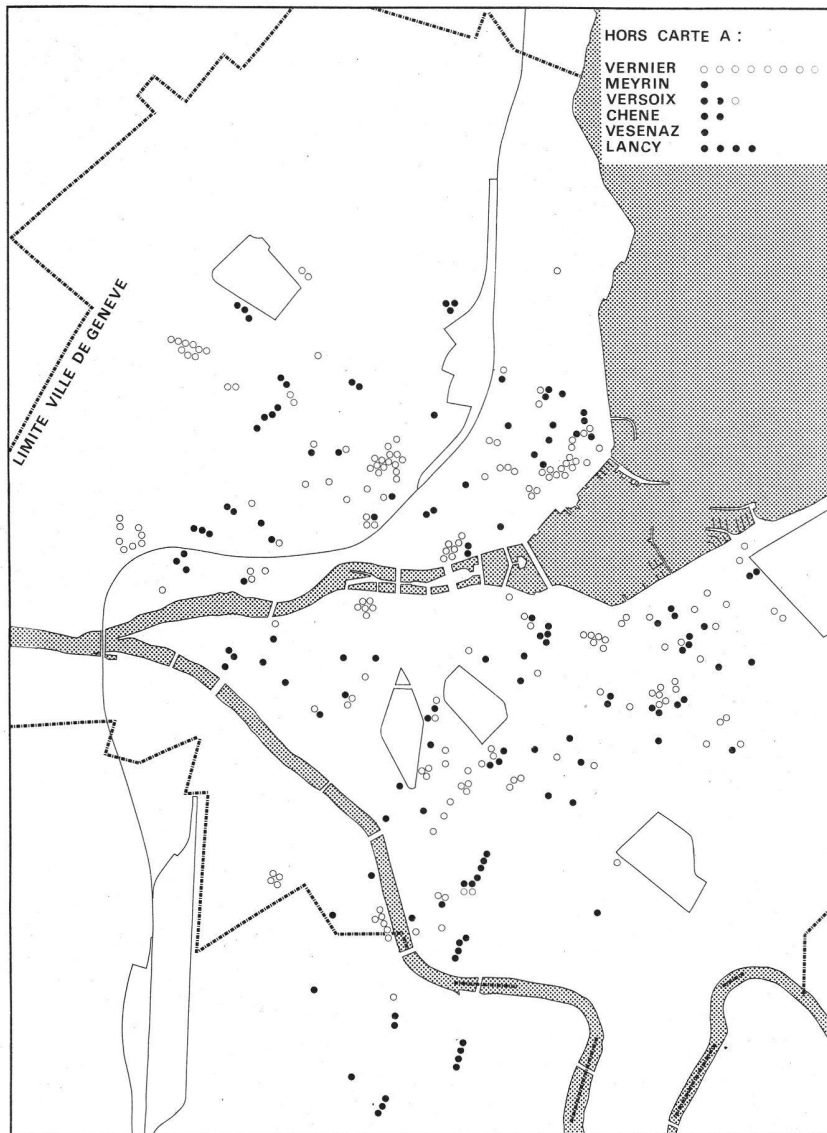 HORS CARTE A :
VERNIER
MEYRIN
VERSOIX
CHENE
VESENAZ
LANCY
LIMITE VILLE DE GENEVE